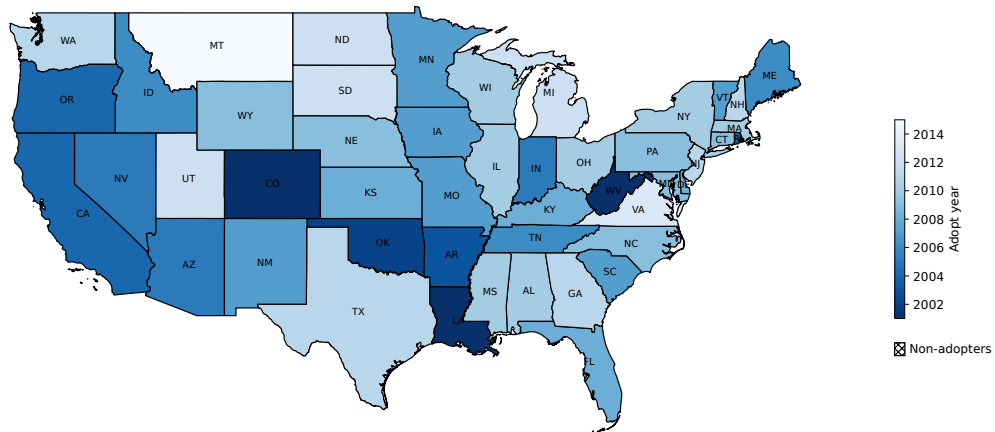 WA
MT
ND
MN
ME
OR
ID
SD
WI
MI
VT
NH
WY
NY
MA
CT
IA
NE
PA
NJ
NV
UT
CO
IL
IN
OH
MD
DE
KS
MO
WV
VA
KY
CA
AZ
NM
OK
AR
TN
NC
SC
TX
MS
AL
GA
LA
FL
2014
2012
2010
2008
2006
2004
2002
Adopt year
Non-adopters